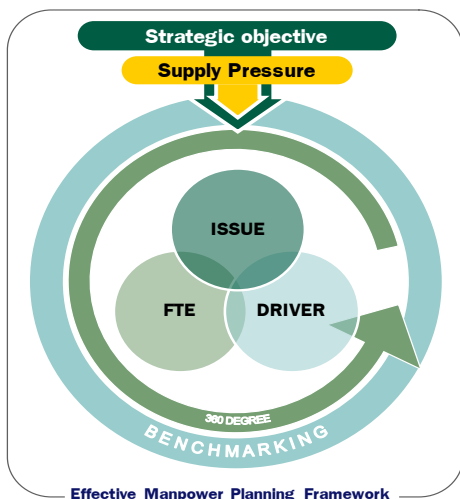 Strategic objective
Supply Pressure
ISSUE
FTE
DRIVER
360 DEGREE
BENCHMARKING
Effective Manpower Planning Framework